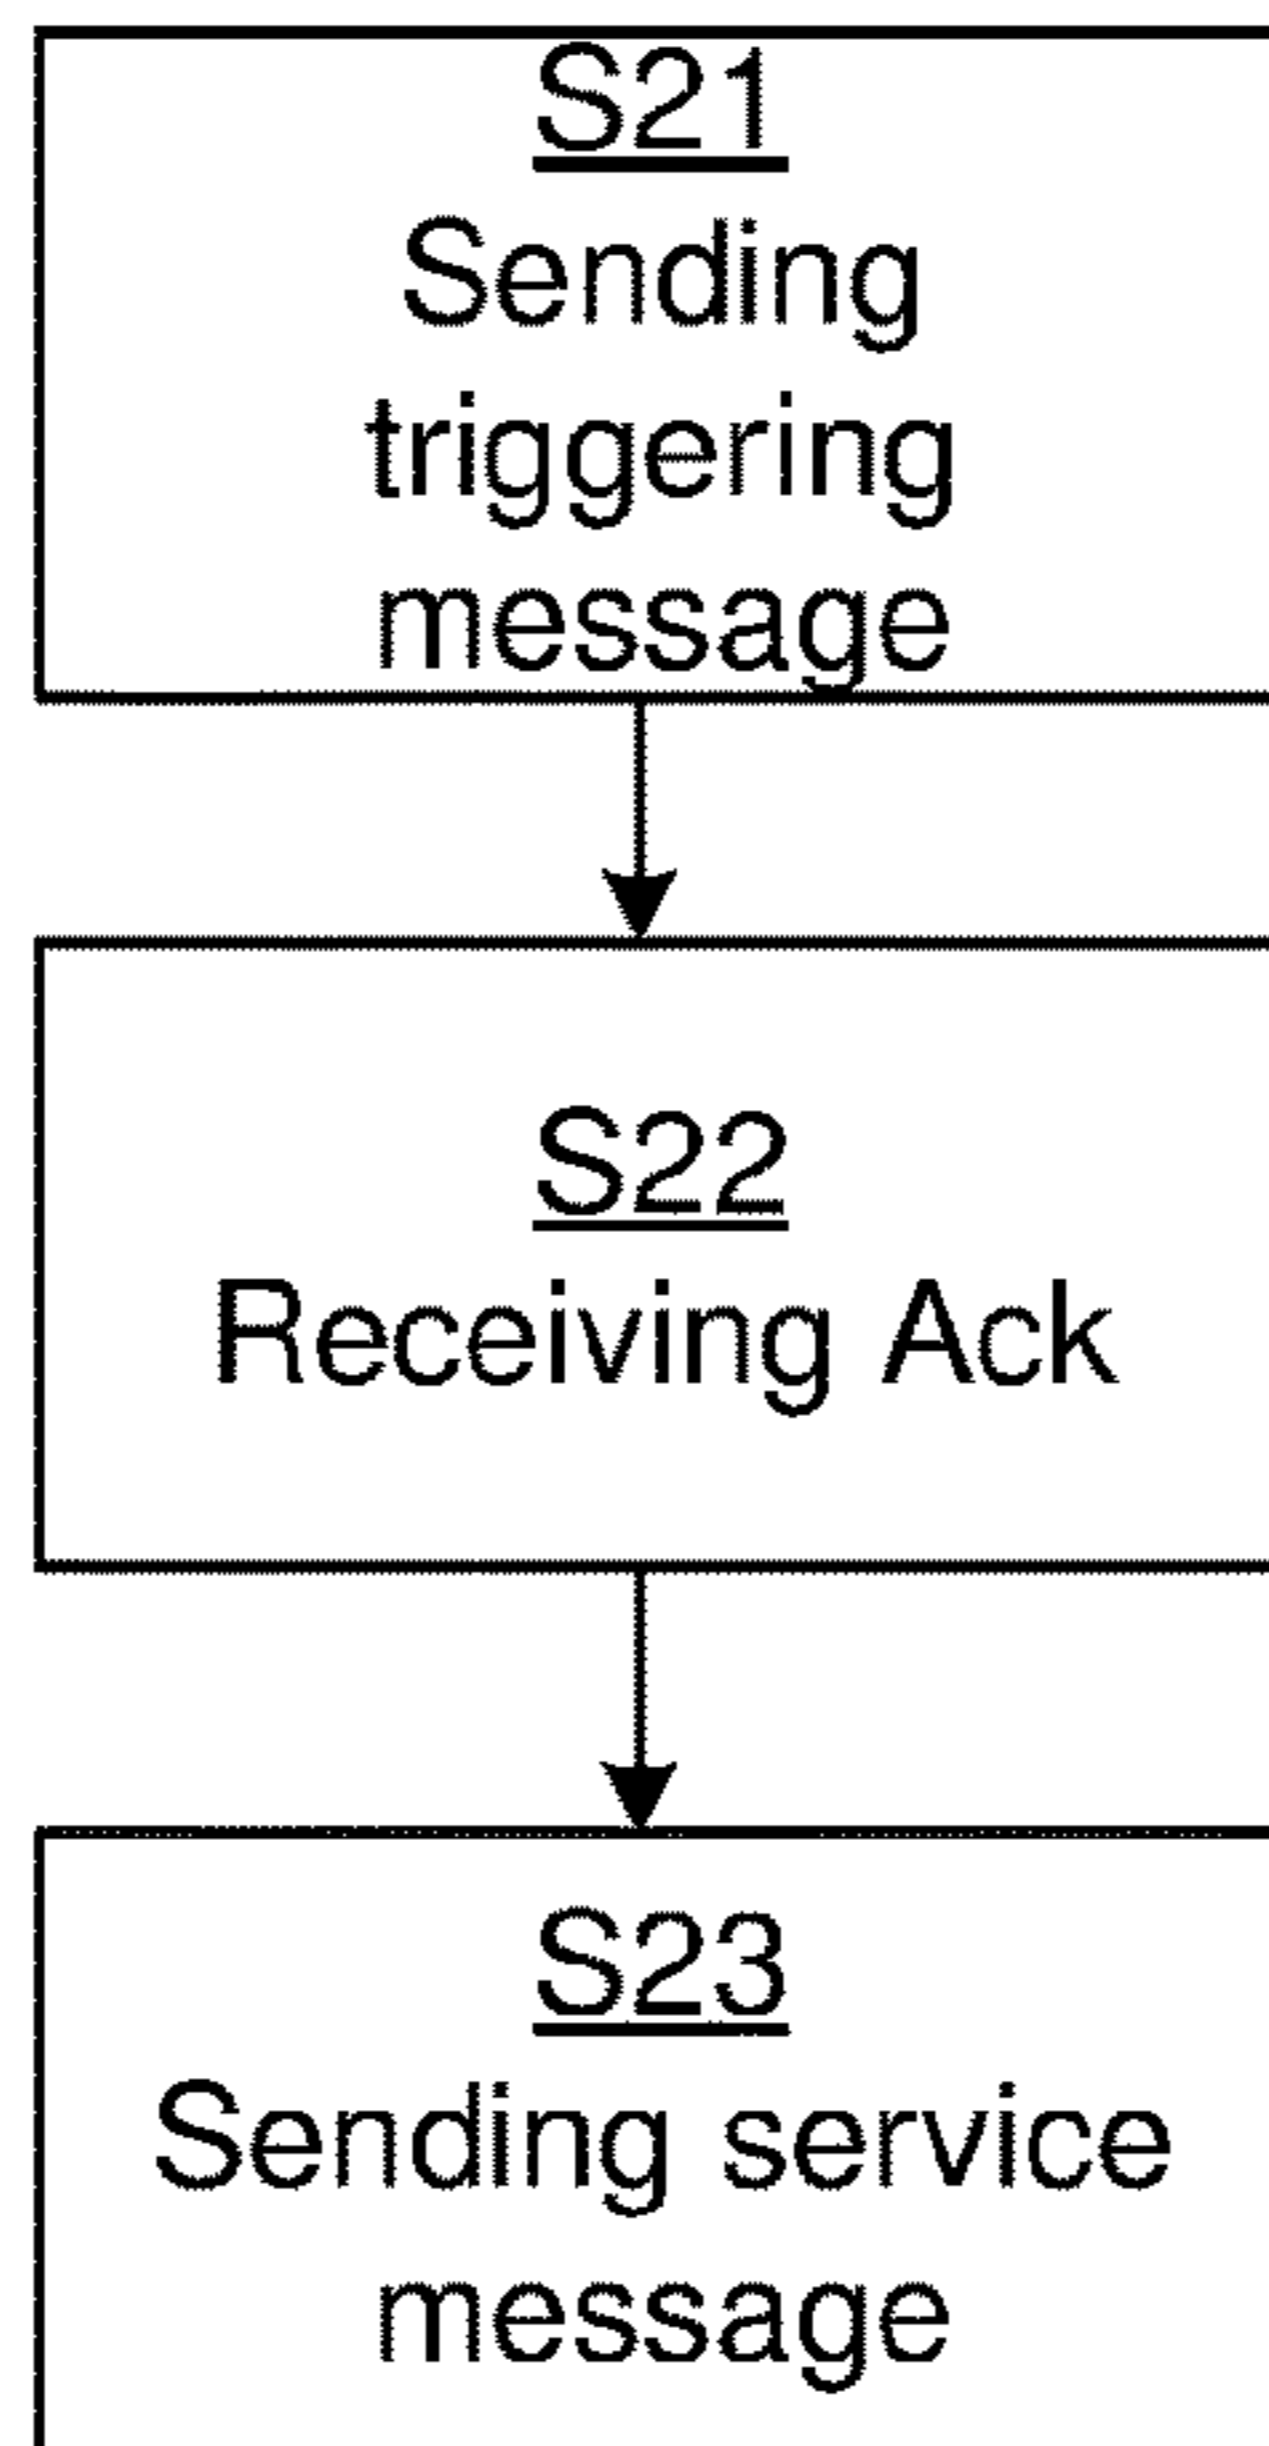 S21
Sending
triggering
message
S22
Receiving Ack
S23
Sending service
message